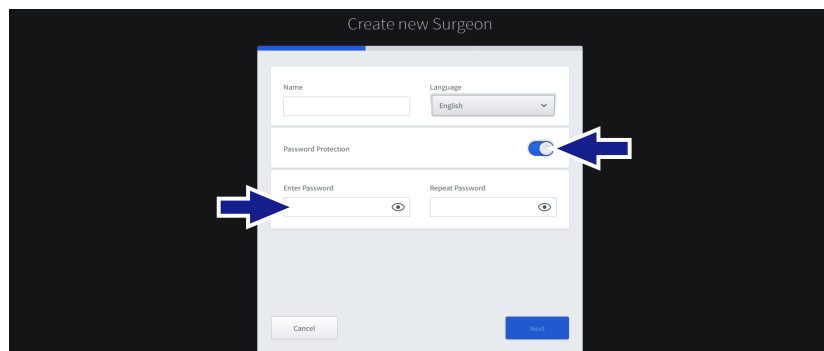 Create new Surgeon
Name Language
English
Password Protection
Enter Password Repeat Password
Cancel Next